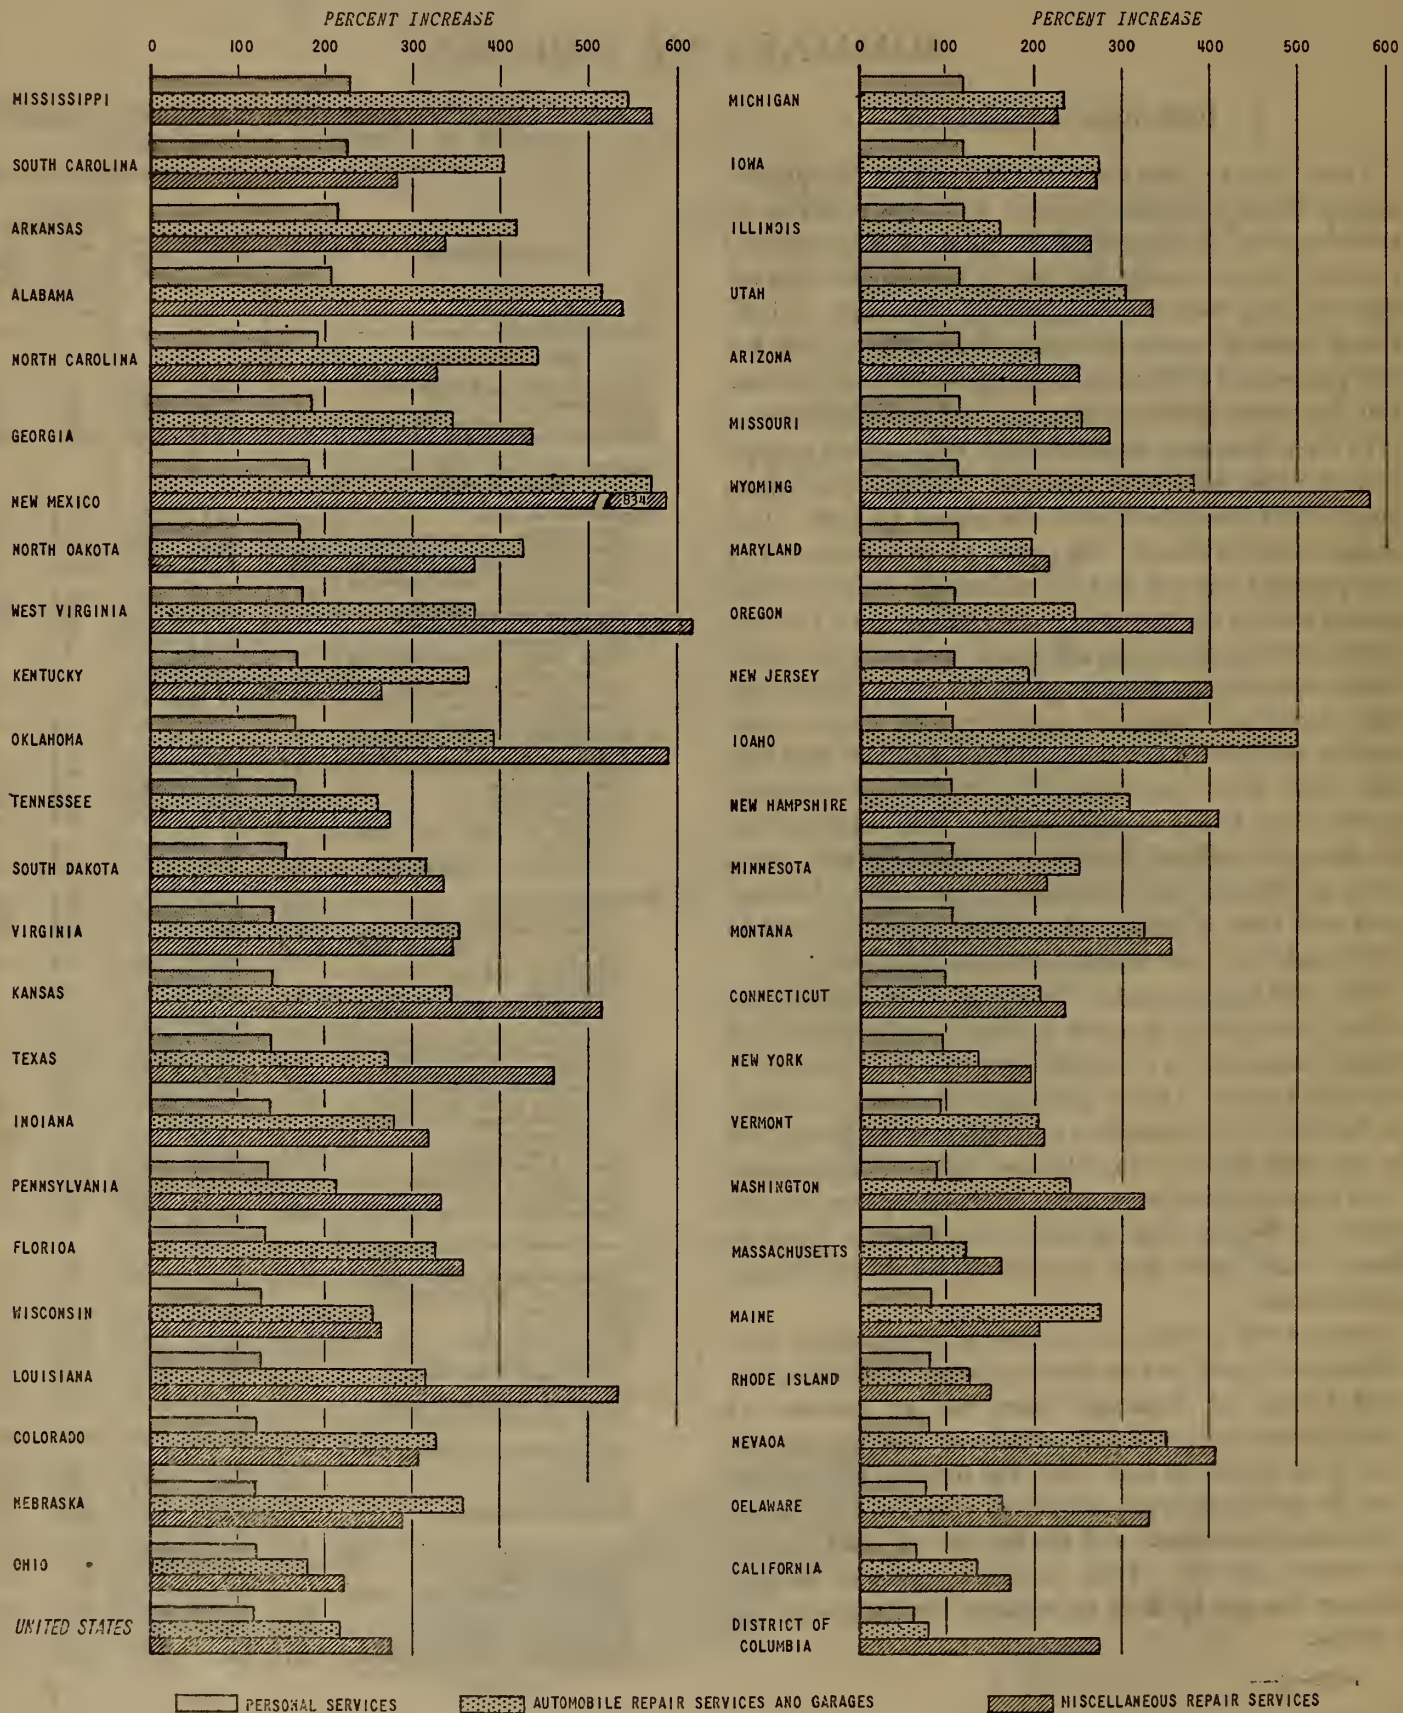 PERCENT INCREASE
0 100 200 300 400 500 600
MISSISSIPPI
SOUTH CAROLINA
ARKANSAS
ALABAMA
NORTH CAROLINA
GEORGIA
NEW MEXICO
834
NORTH OAKOTA
WEST VIRGINIA
KENTUCKY
OKLAHOMA
TENNESSEE
SOUTH DAKOTA
VIRGINIA
KANSAS
TEXAS
INOIANA
PENNSYLVANIA
FLORIOA
WISCONSIN
LOUISIANA
COLORADO
NEBRASKA
OHIO
UNITED STATES
PERCENT INCREASE
0 100 200 300 400 500 600
MICHIGAN
IOWA
ILLINOIS
UTAH
ARIZONA
MISSOURI
WYOMING
MARYLAND
OREGON
NEW JERSEY
IOAHO
NEW HAMPSHIRE
MINNESOTA
MONTANA
CONNECTICUT
NEW YORK
VERMONT
WASHINGTON
MASSACHUSETTS
MAINE
RHODE ISLAND
NEVAOA
OELAWARE
CALIFORNIA
DISTRICT OF
COLUMBIA
PERSONAL SERVICES
AUTOMOBILE REPAIR SERVICES ANO GARAGES
MISCELLANEOUS REPAIR SERVICES